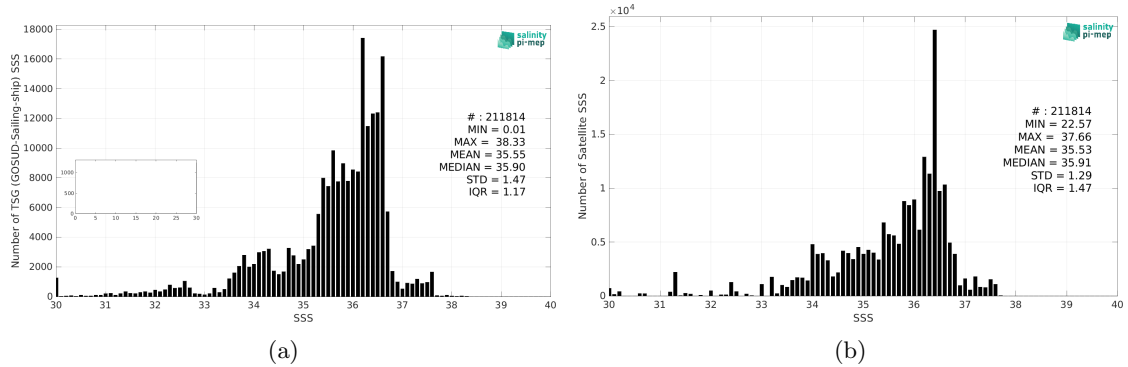 18000
16000
14000
12000
10000
8000
6000
4000
2000
0
Number of TSG (GOSUD-Sailing-ship) SSS
salinity
pi-mep
# : 211814
MIN = 0.01
MAX = 38.33
MEAN = 35.55
MEDIAN = 35.90
STD = 1.47
IQR = 1.17
1000
500
0
0 5 10 15 20 25 30
30 31 32 33 34 35 36 37 38 39 40
SSS
(a)
×10⁴
2.5
2
1.5
1
0.5
0
Number of Satellite SSS
salinity
pi-mep
# : 211814
MIN = 22.57
MAX = 37.66
MEAN = 35.53
MEDIAN = 35.91
STD = 1.29
IQR = 1.47
30 31 32 33 34 35 36 37 38 39 40
SSS
(b)